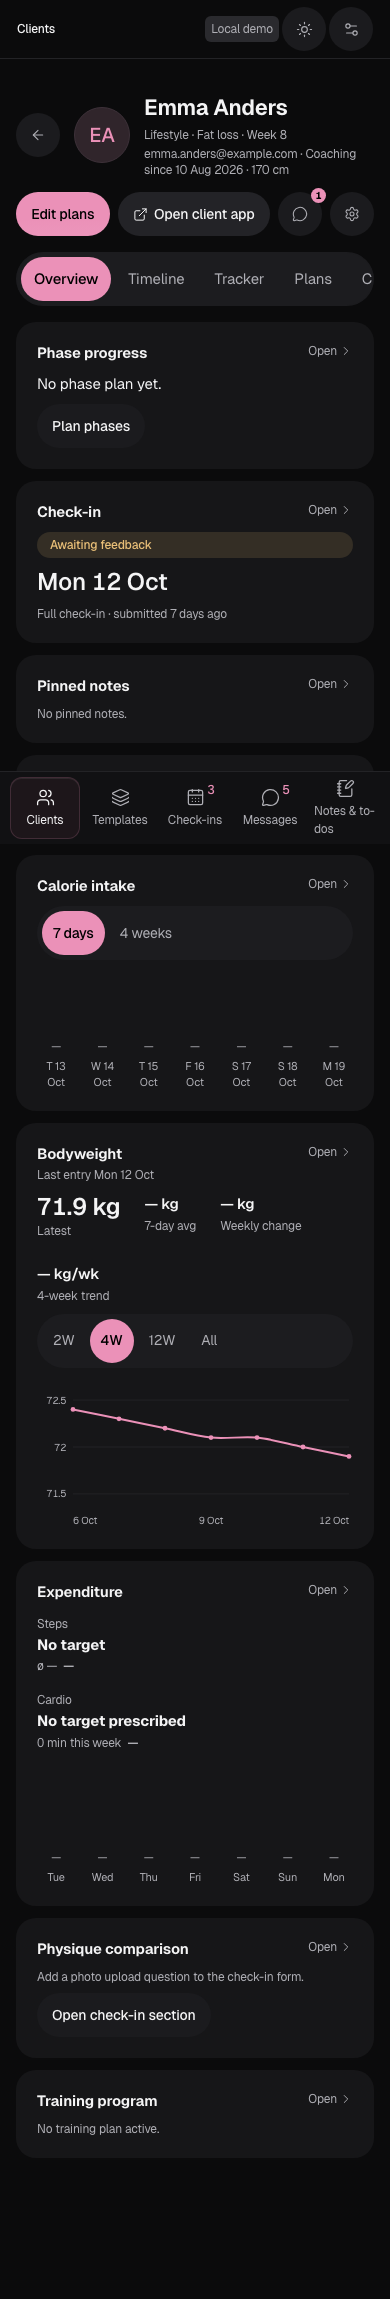 Clients
Local demo
EA
Emma Anders
Lifestyle · Fat loss · Week 8
emma.anders@example.com · Coaching
since 10 Aug 2026 · 170 cm
Edit plans
Open client app
1
Overview
Timeline
Tracker
Plans
C
Phase progress
Open
No phase plan yet.
Plan phases
Check-in
Open
Awaiting feedback
Mon 12 Oct
Full check-in · submitted 7 days ago
Pinned notes
Open
No pinned notes.
Clients
Templates
3
Check-ins
5
Messages
Notes & to-
dos
Calorie intake
Open
7 days
4 weeks
— — — — — — —
T 13 W 14 T 15 F 16 S 17 S 18 M 19
Oct Oct Oct Oct Oct Oct Oct
Bodyweight
Open
Last entry Mon 12 Oct
71.9 kg — kg — kg
Latest 7-day avg Weekly change
— kg/wk
4-week trend
2W 4W 12W All
72.5
72
71.5
6 Oct 9 Oct 12 Oct
Expenditure
Open
Steps
No target
ø — —
Cardio
No target prescribed
0 min this week —
— — — — — — —
Tue Wed Thu Fri Sat Sun Mon
Physique comparison
Open
Add a photo upload question to the check-in form.
Open check-in section
Training program
Open
No training plan active.